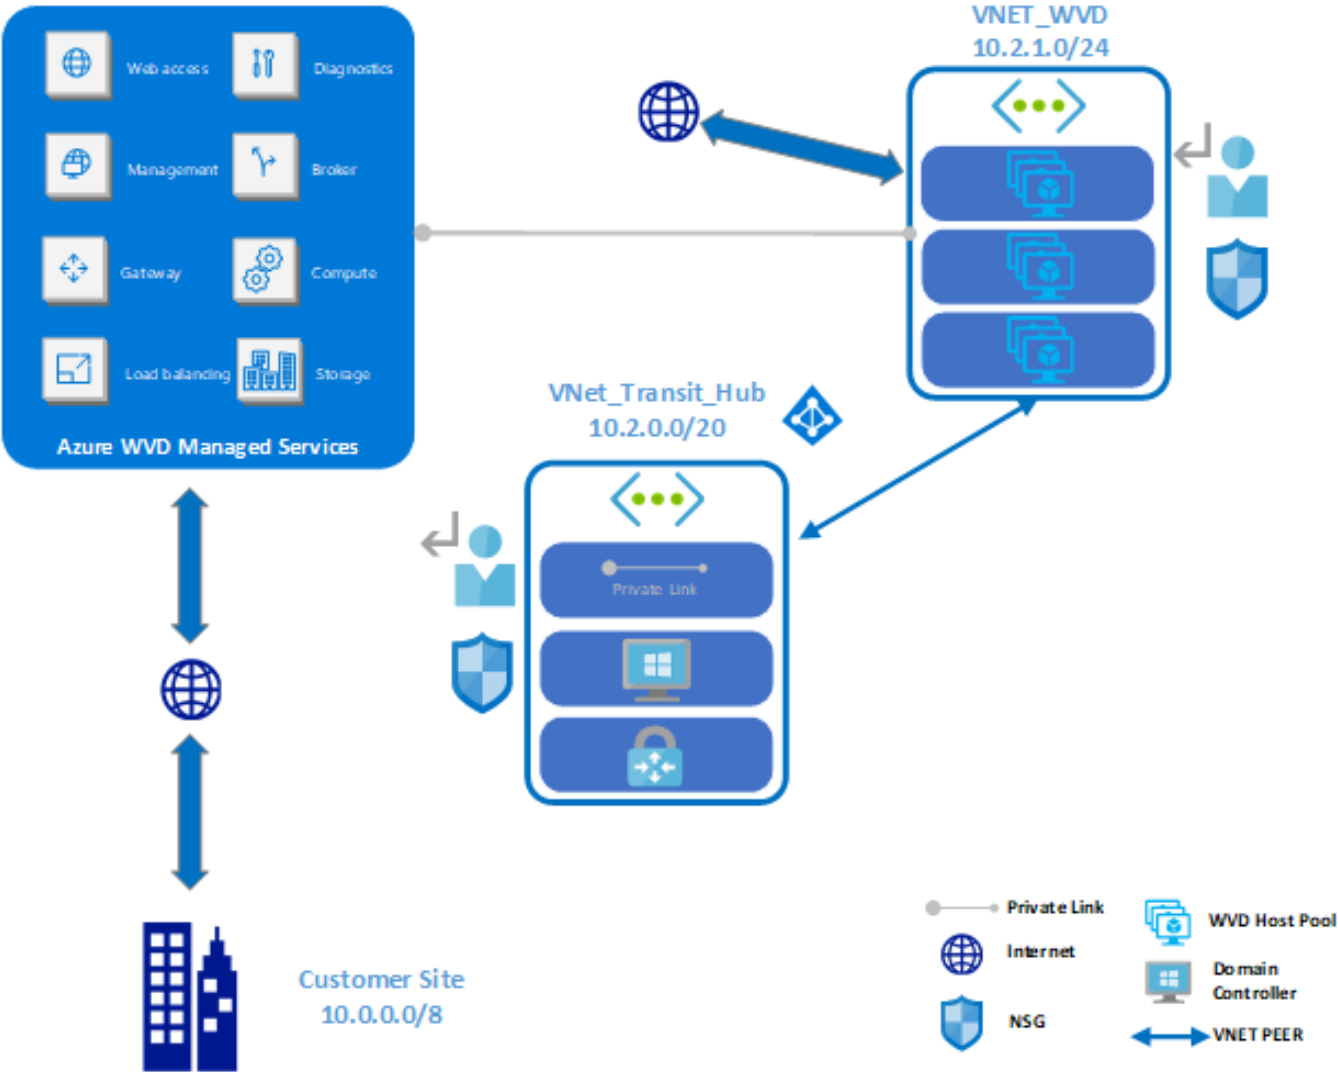 VNET_WVD
10.2.1.0/24
Web access
Diagnostics
Management
Broker
Gateway
Compute
Load balancing
Storage
Azure WVD Managed Services
VNet_Transit_Hub
10.2.0.0/20
Private Link
Customer Site
10.0.0.0/8
Private Link
WVD Host Pool
Internet
Domain
Controller
NSG
VNET PEER